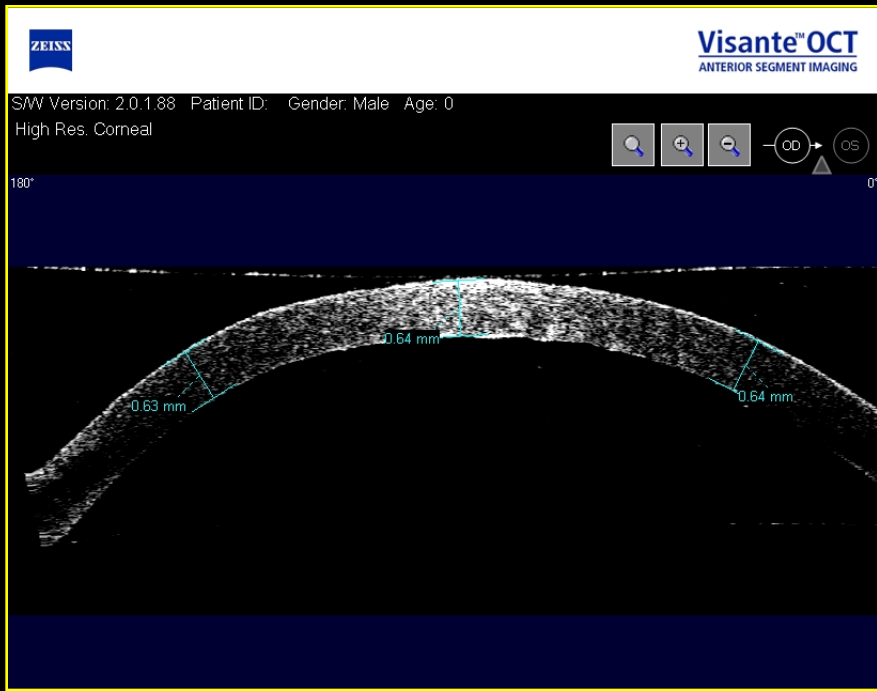 ZEISS
Visante™ OCT
ANTERIOR SEGMENT IMAGING
S/W Version: 2.0.1.88 Patient ID: Gender: Male Age: 0
High Res. Corneal
OD
OS
180°
0°
0.64 mm
0.63 mm
0.64 mm